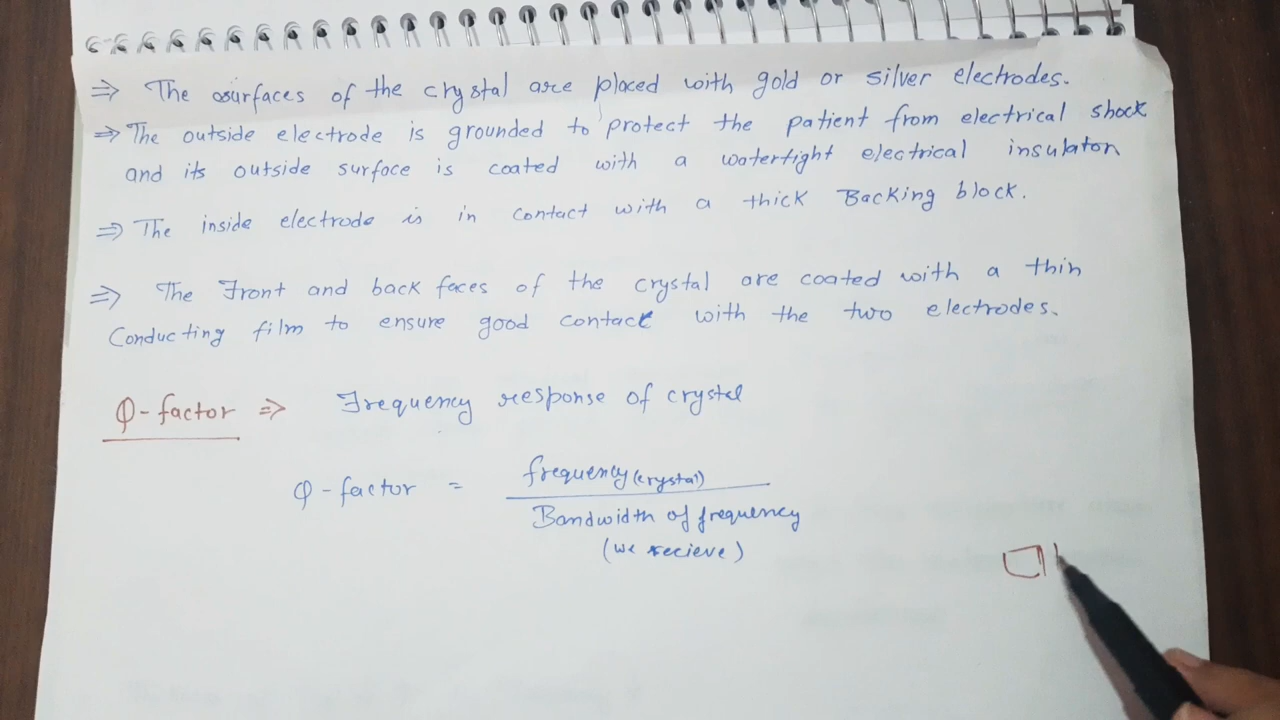 ⇒ The surfaces of the crystal are placed with gold or silver electrodes.
⇒ The outside electrode is grounded to protect the patient from electrical shock
and its outside surface is coated with a watertight electrical insulator
⇒ The inside electrode is in contact with a thick Backing block.
⇒ The Front and back faces of the crystal are coated with a thin
Conducting film to ensure good contact with the two electrodes.
Q-factor ⇒ Frequency response of crystal
Q-factor = frequency(crystal)
Bandwidth of frequency
(we recieve)